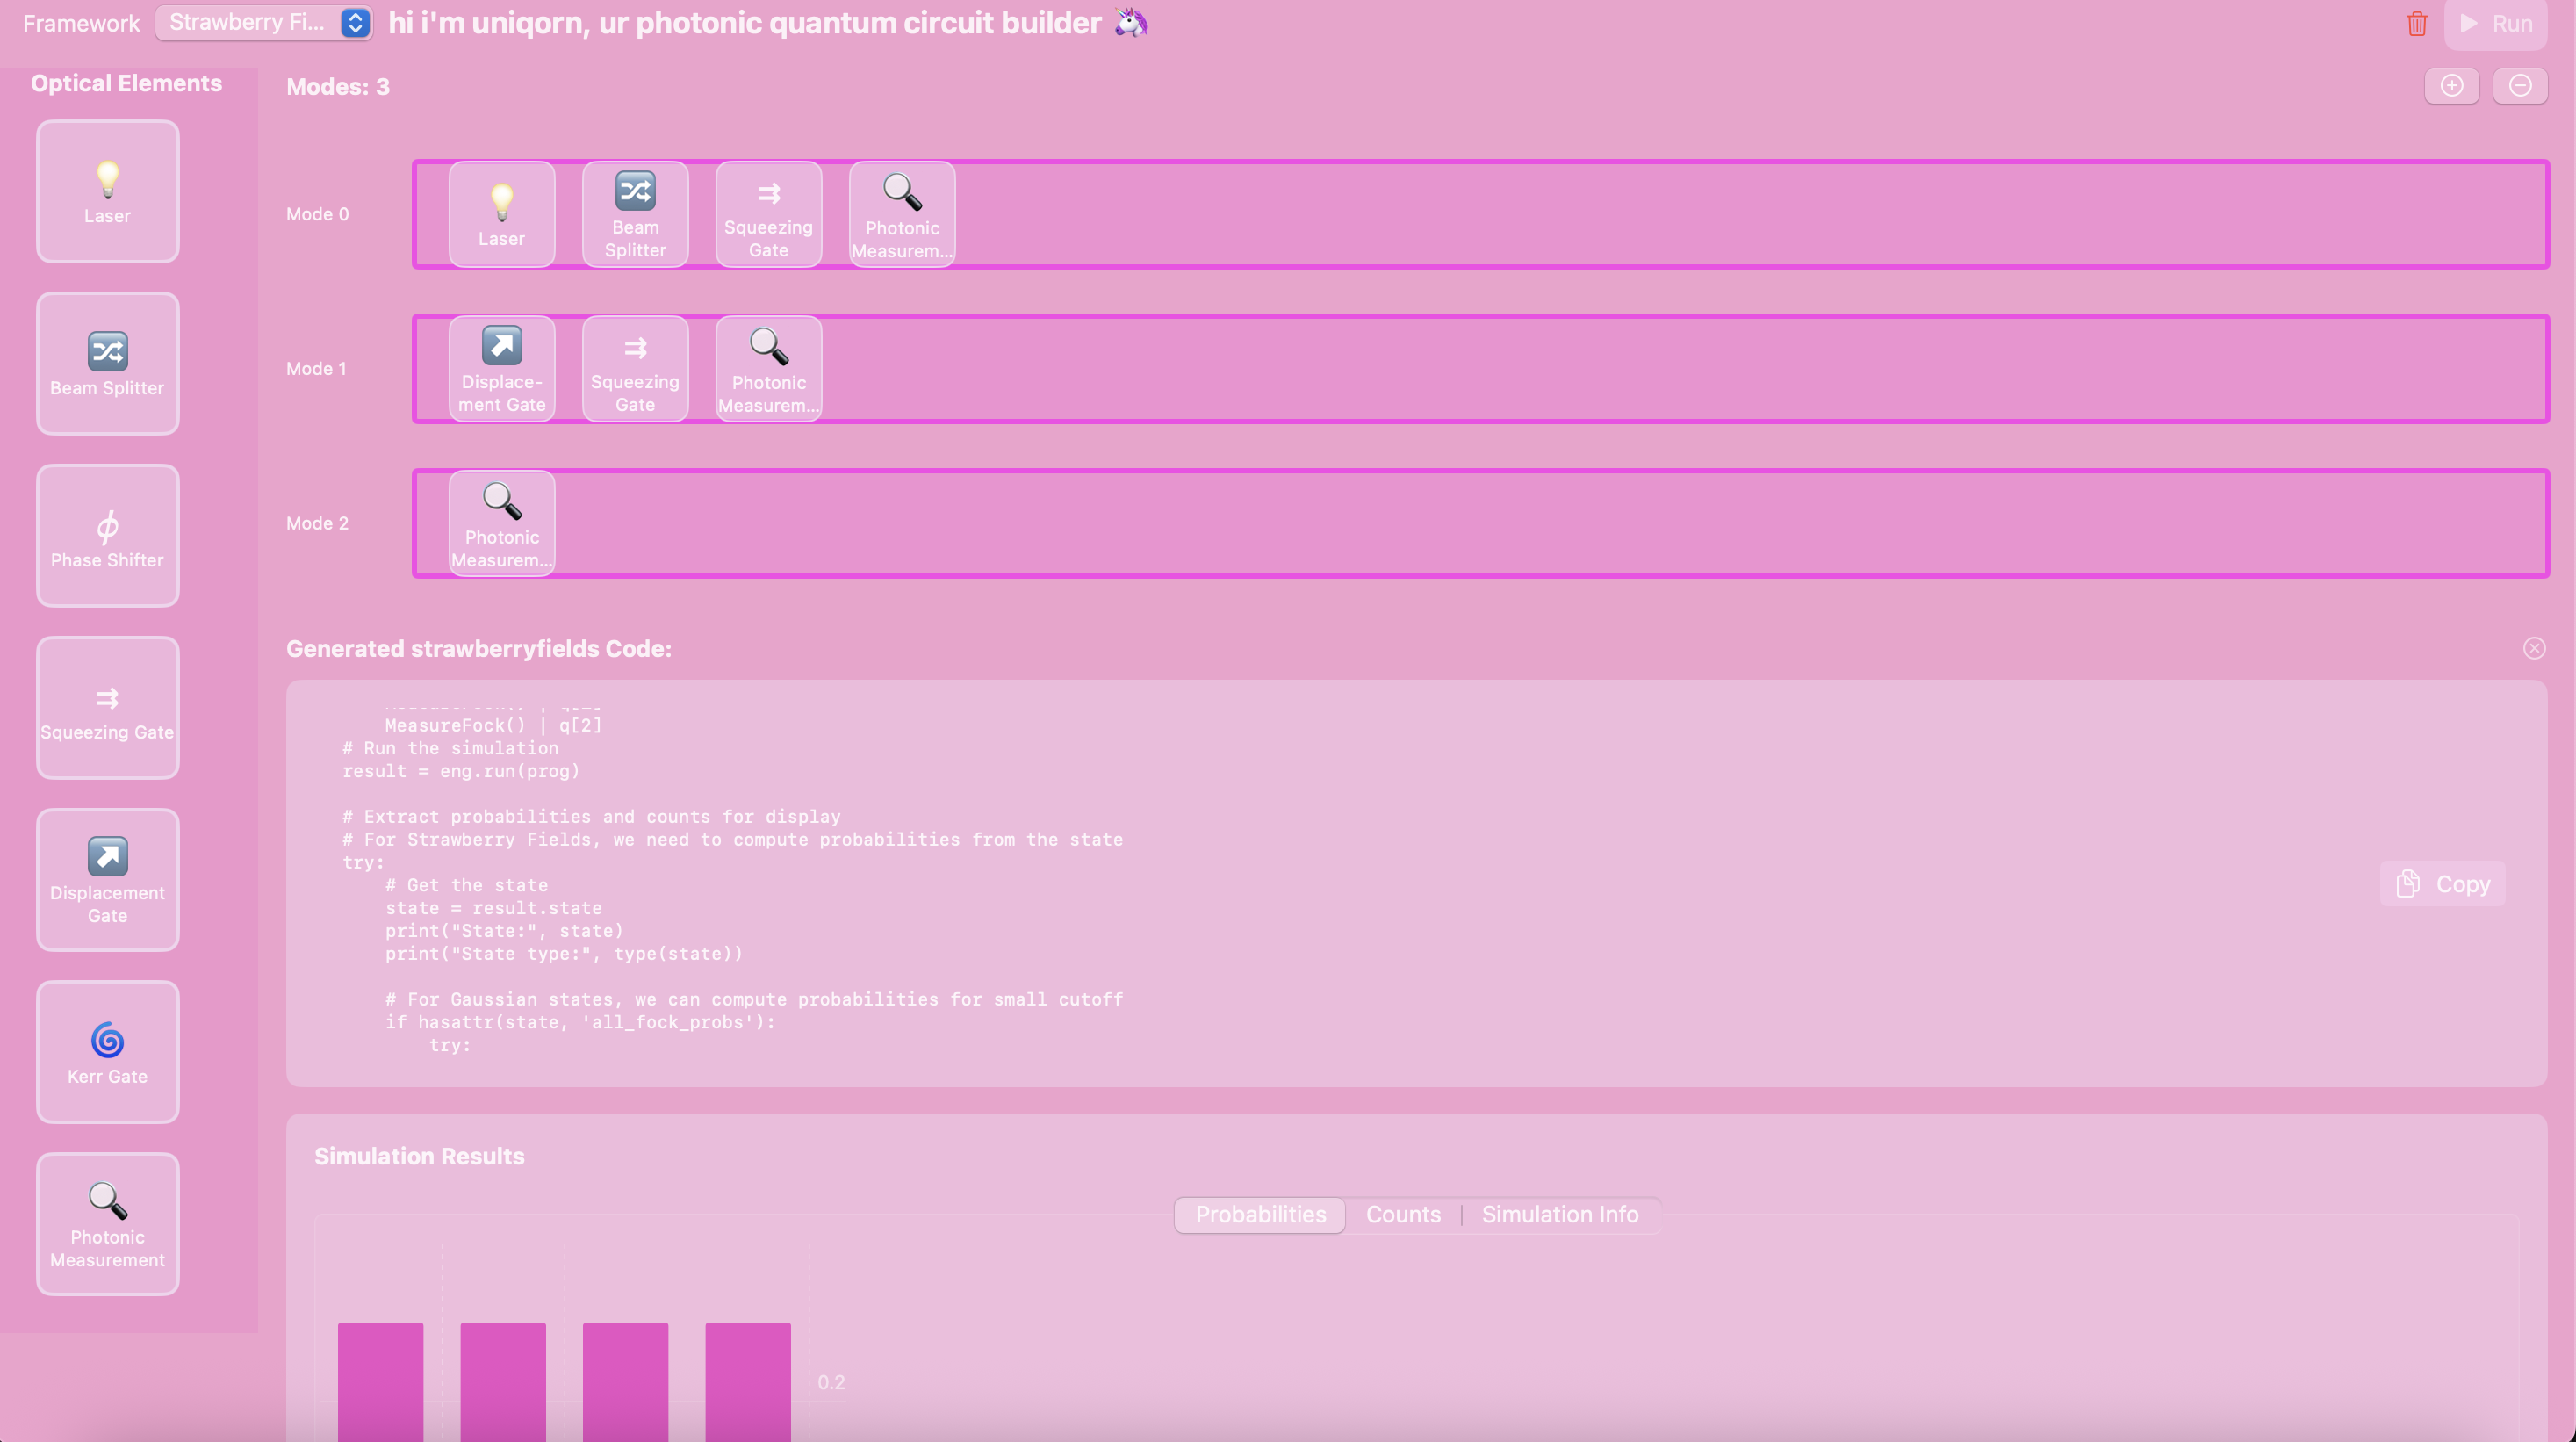 Framework
Strawberry Fi...
hi i'm uniqorn, ur photonic quantum circuit builder
Run
Optical Elements
Laser
Beam Splitter
ϕ
Phase Shifter
Squeezing Gate
Displacement
Gate
Kerr Gate
Photonic
Measurement
Modes: 3
Mode 0
Laser
Beam
Splitter
Squeezing
Gate
Photonic
Measurem...
Mode 1
Displace-
ment Gate
Squeezing
Gate
Photonic
Measurem...
Mode 2
Photonic
Measurem...
Generated strawberryfields Code:
MeasureFock() | q[2]
# Run the simulation
result = eng.run(prog)
# Extract probabilities and counts for display
# For Strawberry Fields, we need to compute probabilities from the state
try:
# Get the state
state = result.state
print("State:", state)
print("State type:", type(state))
# For Gaussian states, we can compute probabilities for small cutoff
if hasattr(state, 'all_fock_probs'):
try:
Copy
Simulation Results
Probabilities
Counts
Simulation Info
0.2